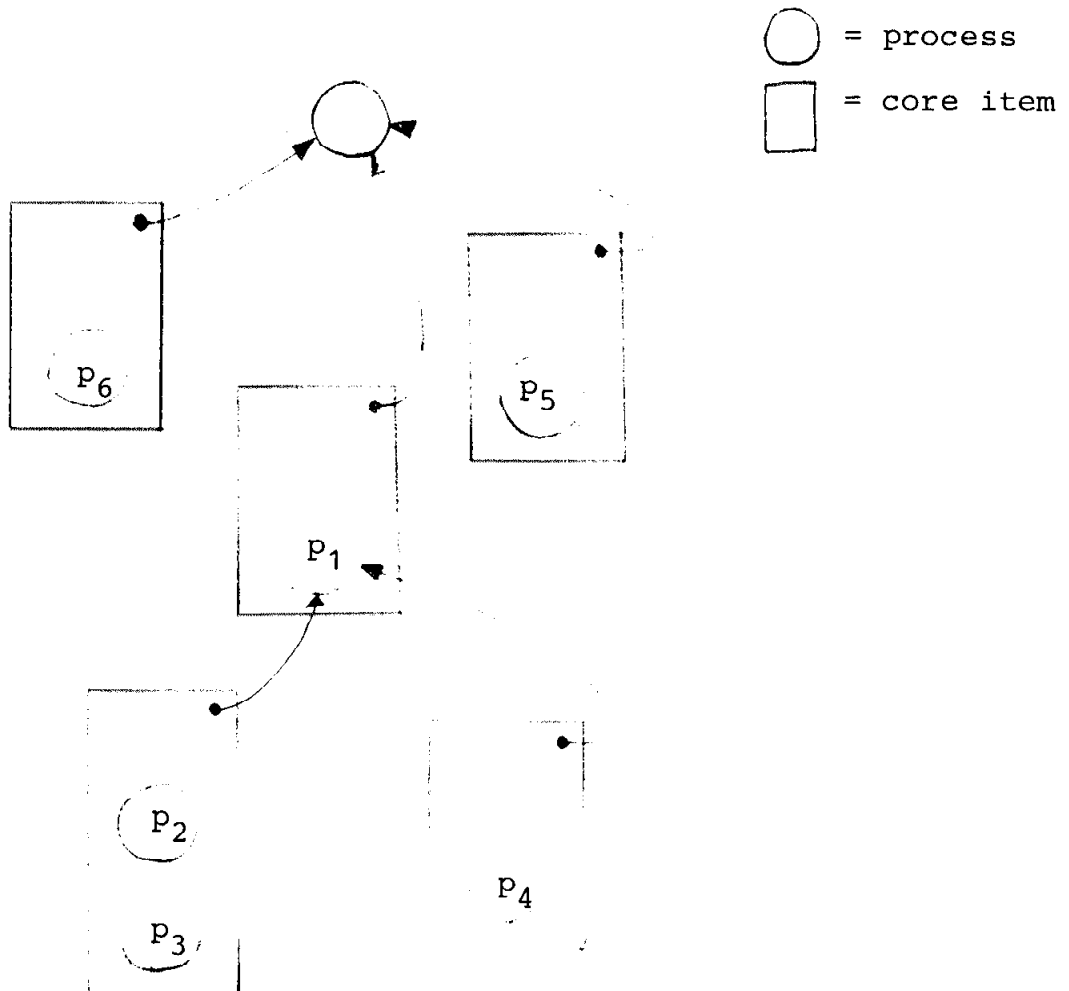 = process
= core item
p6
p5
p1
p2
p4
p3